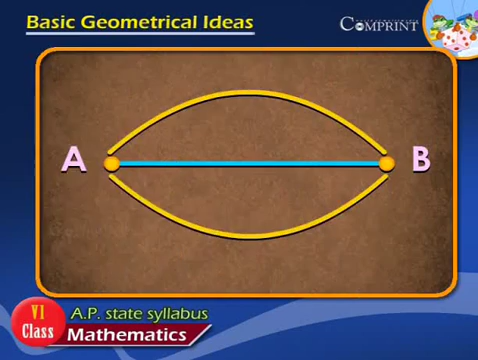 Basic Geometrical Ideas
COMPRINT
A
B
VI
Class
A.P. state syllabus
Mathematics